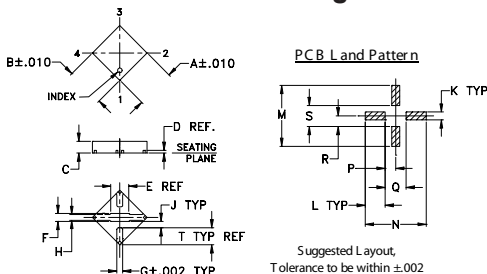 3
4
2
B±.010
A±.010
INDEX
1
D REF.
SEATING
PLANE
C
E REF
J TYP
F
H
T TYP REF
G±.002 TYP
PCB Land Pattern
K TYP
M
S
R
P
Q
L TYP
N
Suggested Layout,
Tolerance to be within ±.002